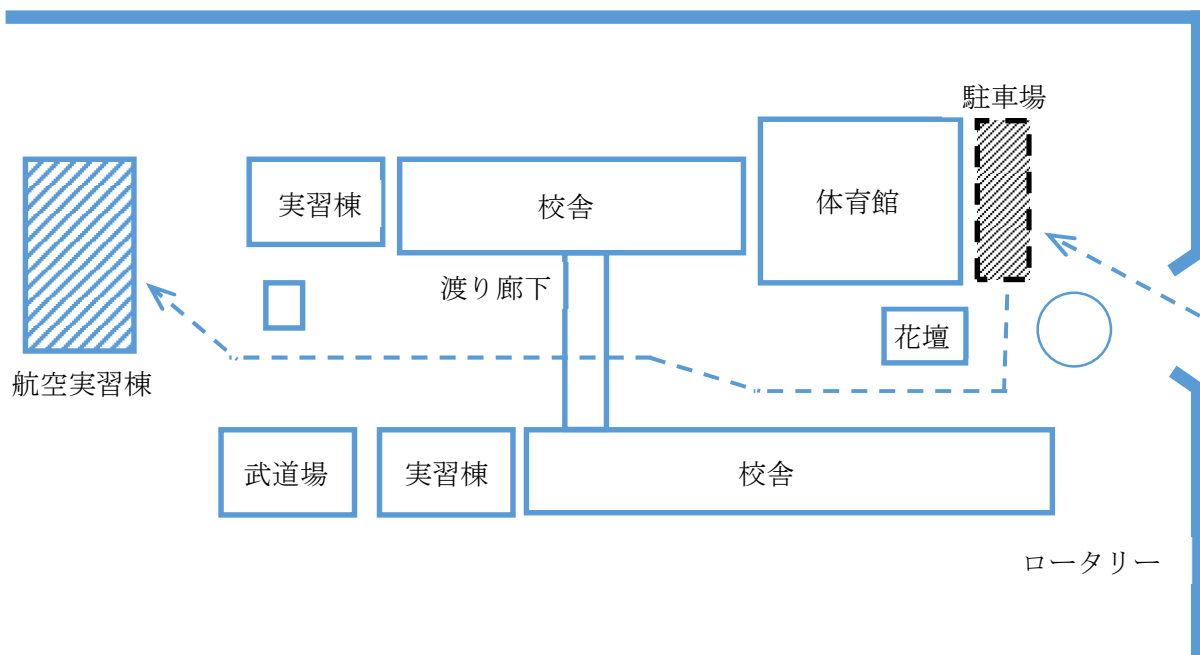 駐車場
実習棟
校舎
体育館
渡り廊下
花壇
航空実習棟
武道場
実習棟
校舎
ロータリー